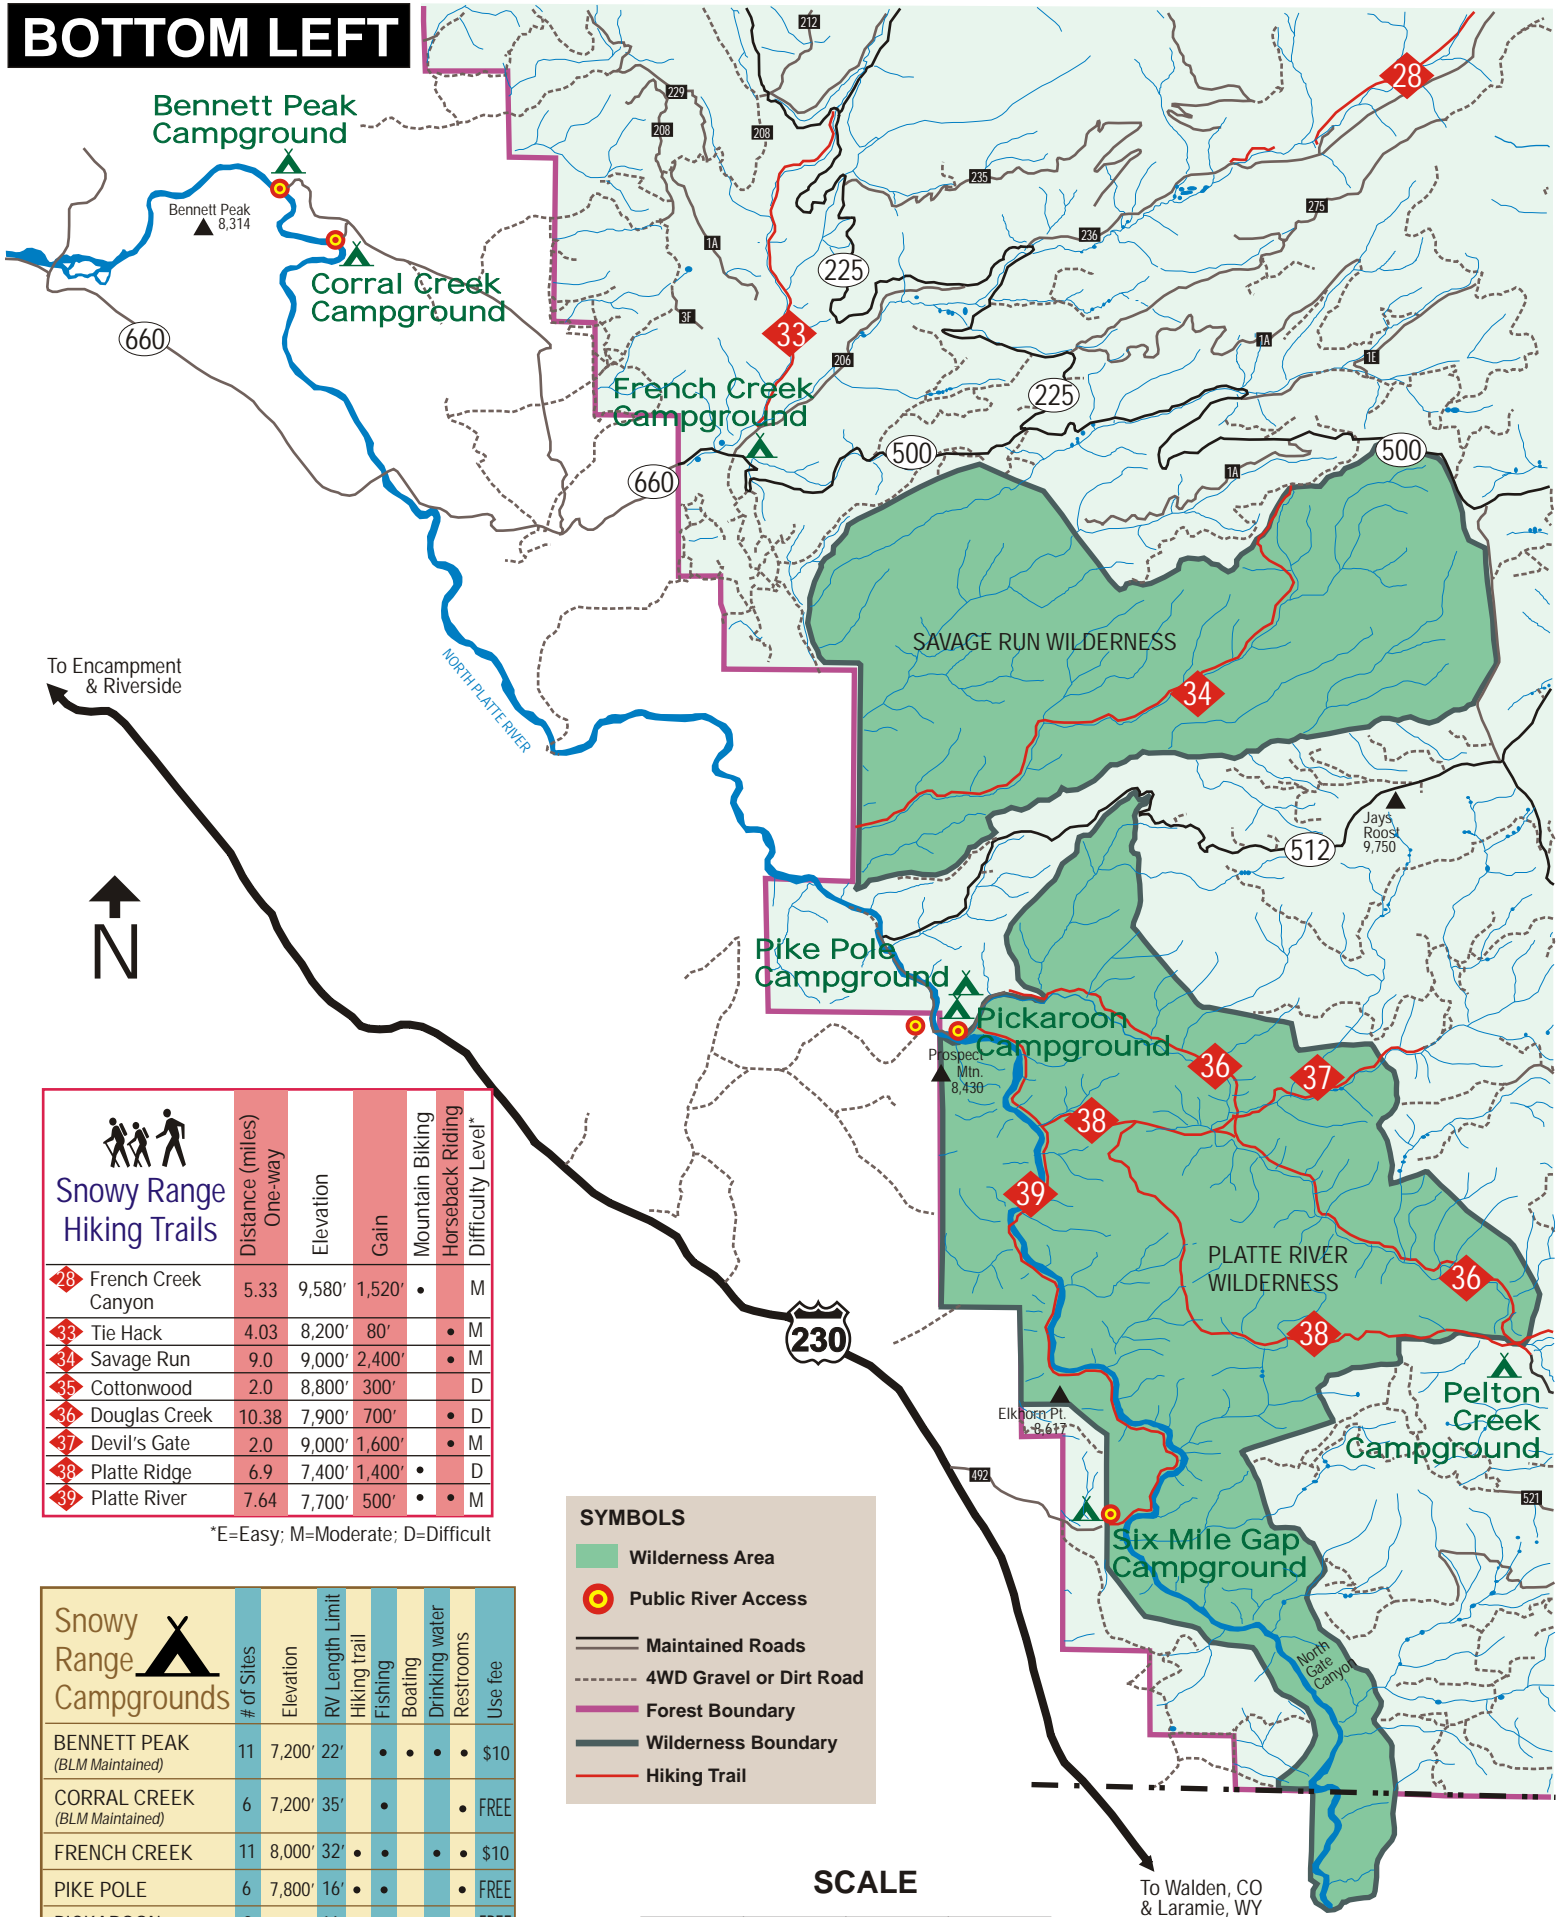 BOTTOM LEFT
Bennett Peak
Campground
Bennett Peak
8,314
Corral Creek
Campground
660
212
229
208
208
28
235
275
1A
236
225
3F
33
206
1A
1E
French Creek
Campground
225
500
500
660
1A
SAVAGE RUN WILDERNESS
34
To Encampment
& Riverside
NORTH PLATTE RIVER
Jays
Roost
9,750
512
N
Pike Pole
Campground
Pickaroon
Campground
Prospect
Mtn.
8,430
36
37
38
39
PLATTE RIVER
WILDERNESS
36
38
230
Elkhorn Pt.
8,617
Pelton
Creek
Campground
492
521
Six Mile Gap
Campground
North
Gate
Canyon
Snowy Range
Hiking Trails
Distance (miles)
One-way
Elevation
Gain
Mountain Biking
Horseback Riding
Difficulty Level*
28 French Creek
Canyon 5.33 9,580' 1,520' • M
33 Tie Hack 4.03 8,200' 80' • M
34 Savage Run 9.0 9,000' 2,400' • M
35 Cottonwood 2.0 8,800' 300' D
36 Douglas Creek 10.38 7,900' 700' • D
37 Devil's Gate 2.0 9,000' 1,600' • M
38 Platte Ridge 6.9 7,400' 1,400' • D
39 Platte River 7.64 7,700' 500' • • M
*E=Easy; M=Moderate; D=Difficult
Snowy
Range
Campgrounds
# of Sites
Elevation
RV Length Limit
Hiking trail
Fishing
Boating
Drinking water
Restrooms
Use fee
BENNETT PEAK 11 7,200' 22' • • • • $10
(BLM Maintained)
CORRAL CREEK 6 7,200' 35' • • FREE
(BLM Maintained)
FRENCH CREEK 11 8,000' 32' • • • • $10
PIKE POLE 6 7,800' 16' • • • FREE
SYMBOLS
Wilderness Area
Public River Access
Maintained Roads
4WD Gravel or Dirt Road
Forest Boundary
Wilderness Boundary
Hiking Trail
SCALE
To Walden, CO
& Laramie, WY